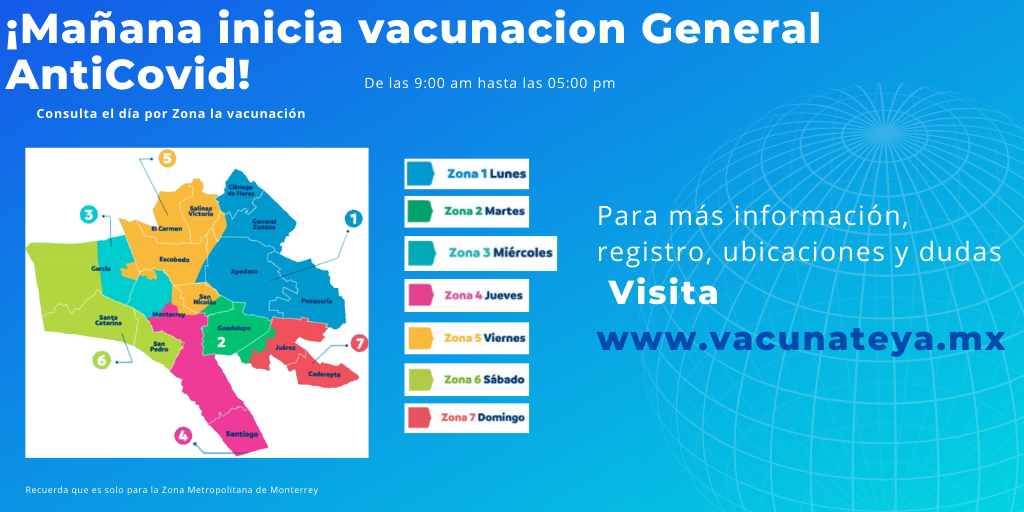 ¡Mañana inicia vacunacion General
AntiCovid!
De las 9:00 am hasta las 05:00 pm
Consulta el día por Zona la vacunación
5
3
1
Ciénega
de Flores
Salinas
Victoria
General
Zuazua
El Carmen
Escobedo
García
Apodaca
Pesquería
San
Nicolás
Monterrey
Santa
Catarina
Guadalupe
2
San
Pedro
Juárez
7
6
Cadereyta
4
Santiago
Zona 1 Lunes
Zona 2 Martes
Zona 3 Miércoles
Zona 4 Jueves
Zona 5 Viernes
Zona 6 Sábado
Zona 7 Domingo
Para más información,
registro, ubicaciones y dudas
Visita
www.vacunateya.mx
Recuerda que es solo para la Zona Metropolitana de Monterrey